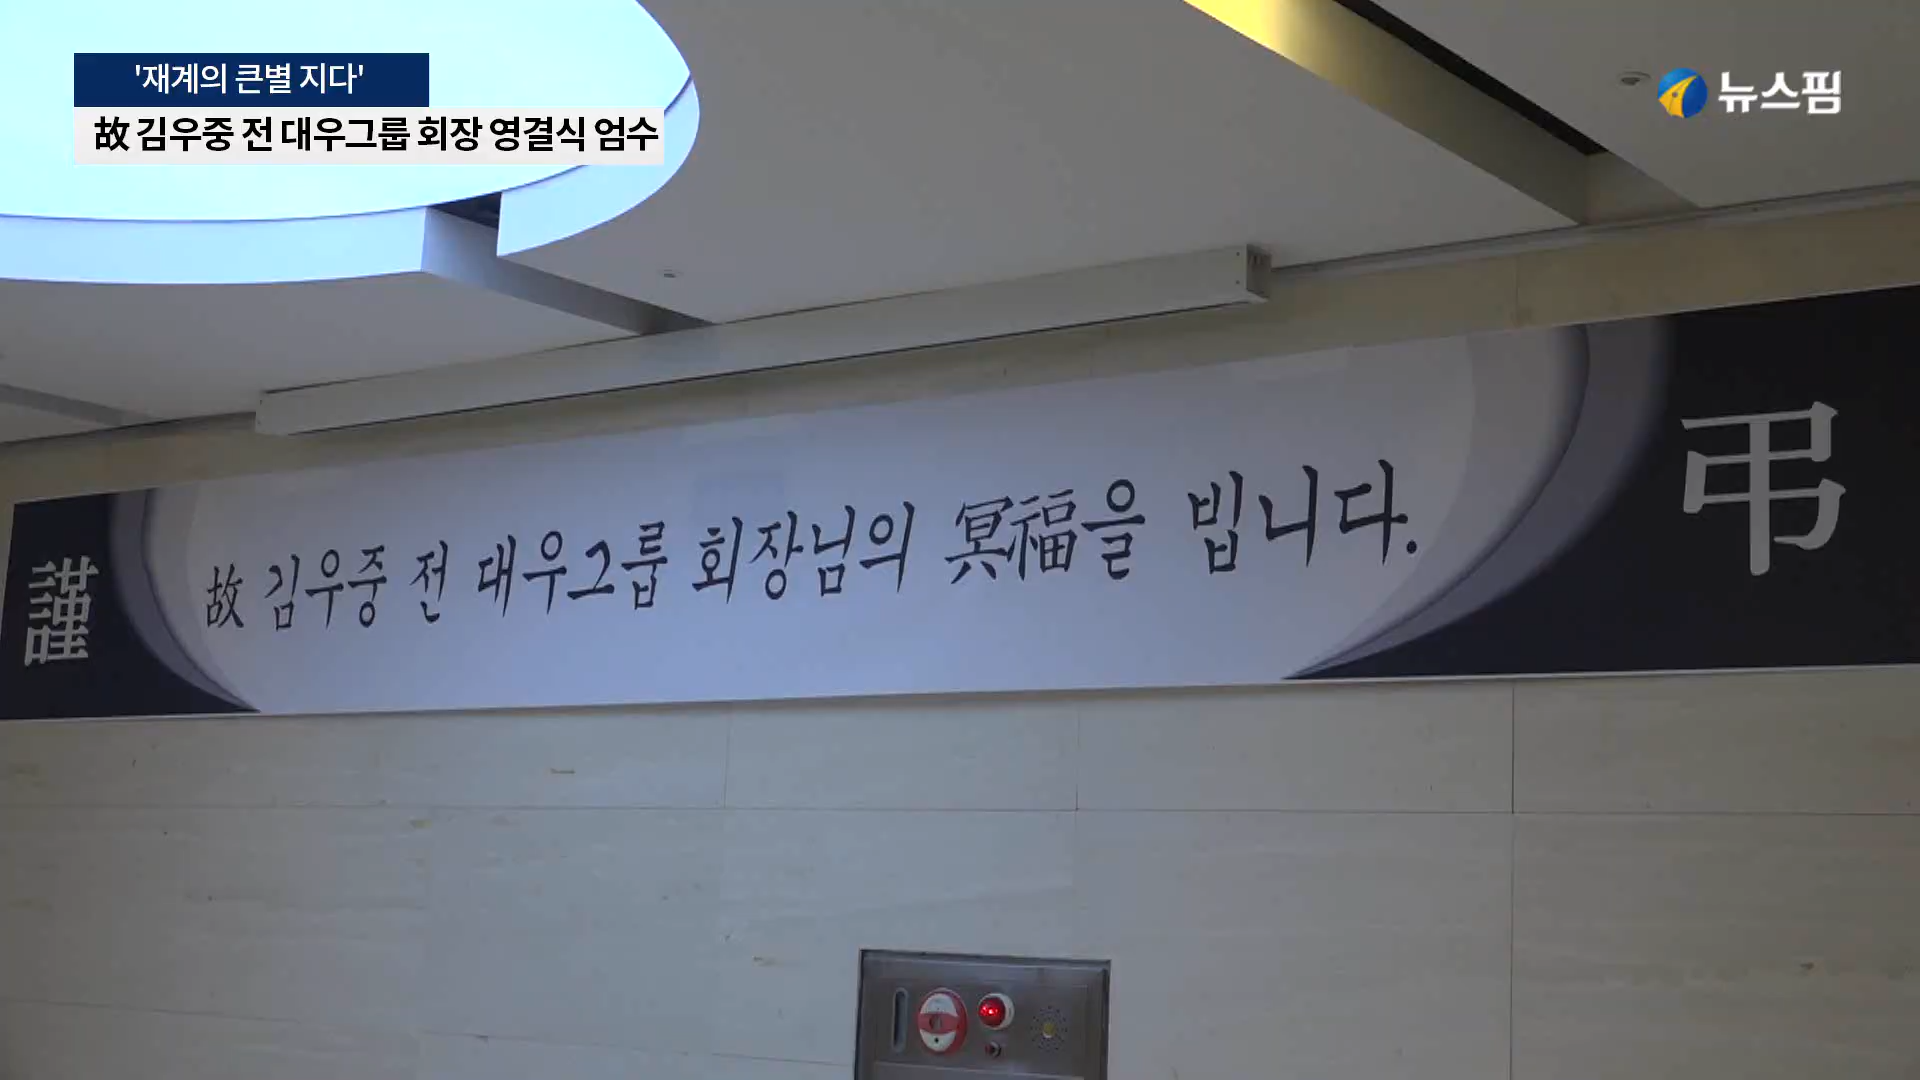 '재계의 큰별 지다'
故 김우중 전 대우그룹 회장 영결식 엄수
뉴스핌
謹 故 김우중 전 대우그룹 회장님의 冥福을 빕니다. 弔